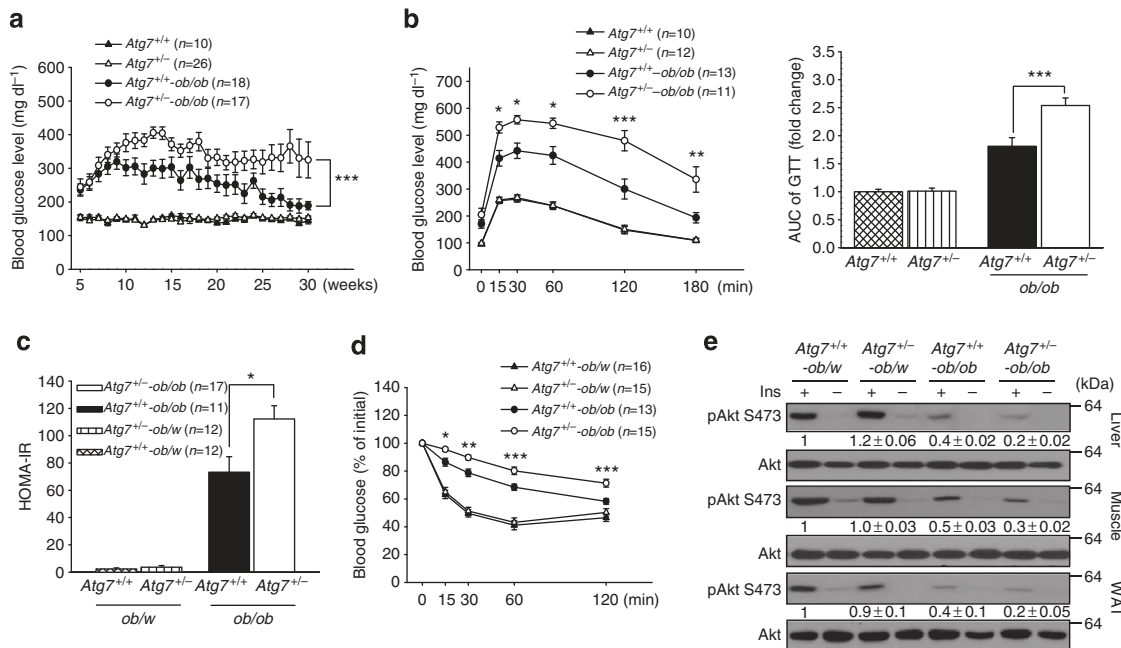 a
Atg7+/+ (n=10)
Atg7+/– (n=26)
Atg7+/+-ob/ob (n=18)
Atg7+/–-ob/ob (n=17)
Blood glucose level (mg dl–1)
600
500
400
300
200
100
0
***
5 10 15 20 25 30 (weeks)
b
Atg7+/+ (n=10)
Atg7+/– (n=12)
Atg7+/+–ob/ob (n=13)
Atg7+/––ob/ob (n=11)
Blood glucose level (mg dl–1)
700
600
500
400
300
200
100
0
* * * *** **
0 15 30 60 120 180 (min)
AUC of GTT (fold change)
3.5
3.0
2.5
2.0
1.5
1.0
0.5
0.0
***
Atg7+/+ Atg7+/– Atg7+/+ Atg7+/–
ob/ob
c
HOMA-IR
140
120
100
80
60
40
20
0
Atg7+/–-ob/ob (n=17)
Atg7+/+-ob/ob (n=11)
Atg7+/–-ob/w (n=12)
Atg7+/+-ob/w (n=12)
*
Atg7+/+ Atg7+/– Atg7+/+ Atg7+/–
ob/w ob/ob
d
Atg7+/+-ob/w (n=16)
Atg7+/–-ob/w (n=15)
Atg7+/+-ob/ob (n=13)
Atg7+/–-ob/ob (n=15)
Blood glucose (% of initial)
140
120
100
80
60
40
20
0
* ** *** ***
0 15 30 60 120 (min)
e
Atg7+/+ Atg7+/– Atg7+/+ Atg7+/–
-ob/w -ob/w -ob/ob -ob/ob
(kDa)
Ins + – + – + – + –
pAkt S473 64
1 1.2±0.06 0.4±0.02 0.2±0.02
Liver
Akt 64
pAkt S473 64
1 1.0±0.03 0.5±0.03 0.3±0.02
Muscle
Akt 64
pAkt S473 64
1 0.9±0.1 0.4±0.1 0.2±0.05
WAT
Akt 64